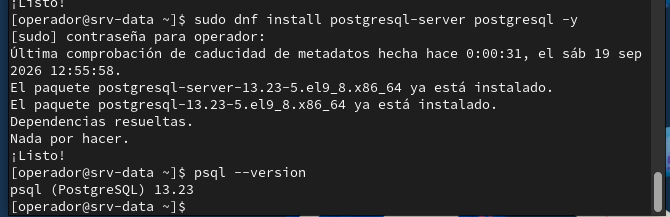 ¡Listo!
[operador@srv-data ~]$ sudo dnf install postgresql-server postgresql -y
[sudo] contraseña para operador:
Última comprobación de caducidad de metadatos hecha hace 0:00:31, el sáb 19 sep
2026 12:55:58.
El paquete postgresql-server-13.23-5.el9_8.x86_64 ya está instalado.
El paquete postgresql-13.23-5.el9_8.x86_64 ya está instalado.
Dependencias resueltas.
Nada por hacer.
¡Listo!
[operador@srv-data ~]$ psql --version
psql (PostgreSQL) 13.23
[operador@srv-data ~]$